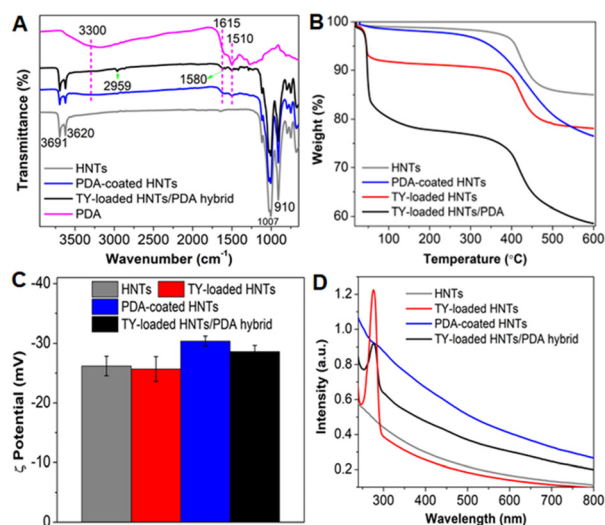 A
3300
1615
1510
2959
1580
3691
3620
1007
910
HNTs
PDA-coated HNTs
TY-loaded HNTs/PDA hybrid
PDA
Transmittance (%)
3500 3000 2500 2000 1500 1000
Wavenumber (cm-1)
B
100
90
80
70
60
Weight (%)
HNTs
PDA-coated HNTs
TY-loaded HNTs
TY-loaded HNTs/PDA
100 200 300 400 500 600
Temperature (°C)
C
-40
-30
-20
-10
0
ζ Potential (mV)
HNTs TY-loaded HNTs
PDA-coated HNTs
TY-loaded HNTs/PDA hybrid
D
1.2
1.0
0.8
0.6
0.4
0.2
Intensity (a.u.)
HNTs
TY-loaded HNTs
PDA-coated HNTs
TY-loaded HNTs/PDA hybrid
300 400 500 600 700 800
Wavelength (nm)